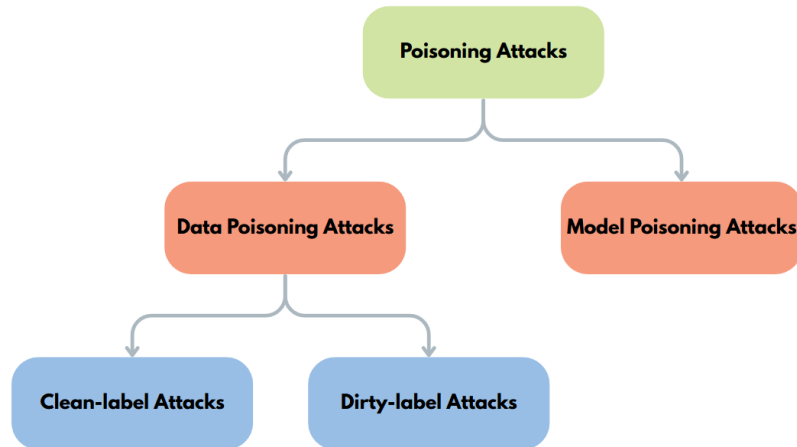 Poisoning Attacks
Data Poisoning Attacks
Model Poisoning Attacks
Clean-label Attacks
Dirty-label Attacks